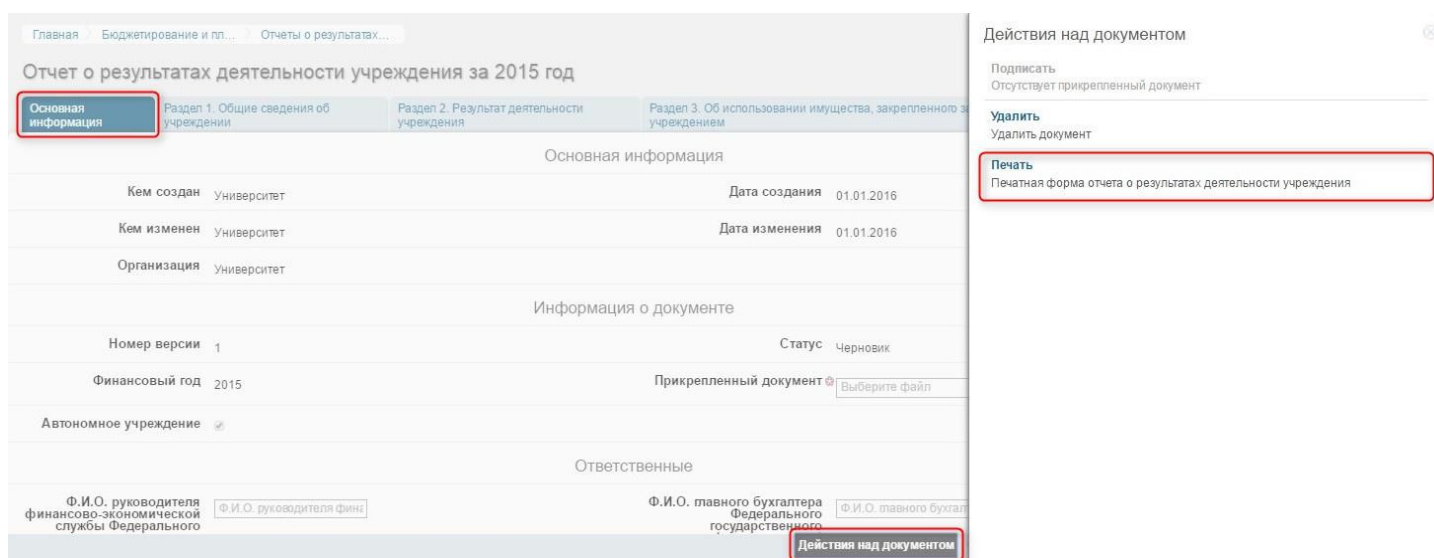 Главная Бюджетирование и пл... Отчеты о результатах...
Отчет о результатах деятельности учреждения за 2015 год
Основная информация
Раздел 1. Общие сведения об учреждении
Раздел 2. Результат деятельности учреждения
Раздел 3. Об использовании имущества, закрепленного за учреждением
Основная информация
Кем создан Университет Дата создания 01.01.2016
Кем изменен Университет Дата изменения 01.01.2016
Организация Университет
Информация о документе
Номер версии 1 Статус Черновик
Финансовый год 2015 Прикрепленный документ Выберите файл
Автономное учреждение
Ответственные
Ф.И.О. руководителя
финансово-экономической
службы Федерального
Ф.И.О. руководителя фина
Ф.И.О. главного бухгалтера
Федерального
государственного
Ф.И.О. главного бухгал
Действия над документом
Действия над документом
Подписать
Отсутствует прикрепленный документ
Удалить
Удалить документ
Печать
Печатная форма отчета о результатах деятельности учреждения